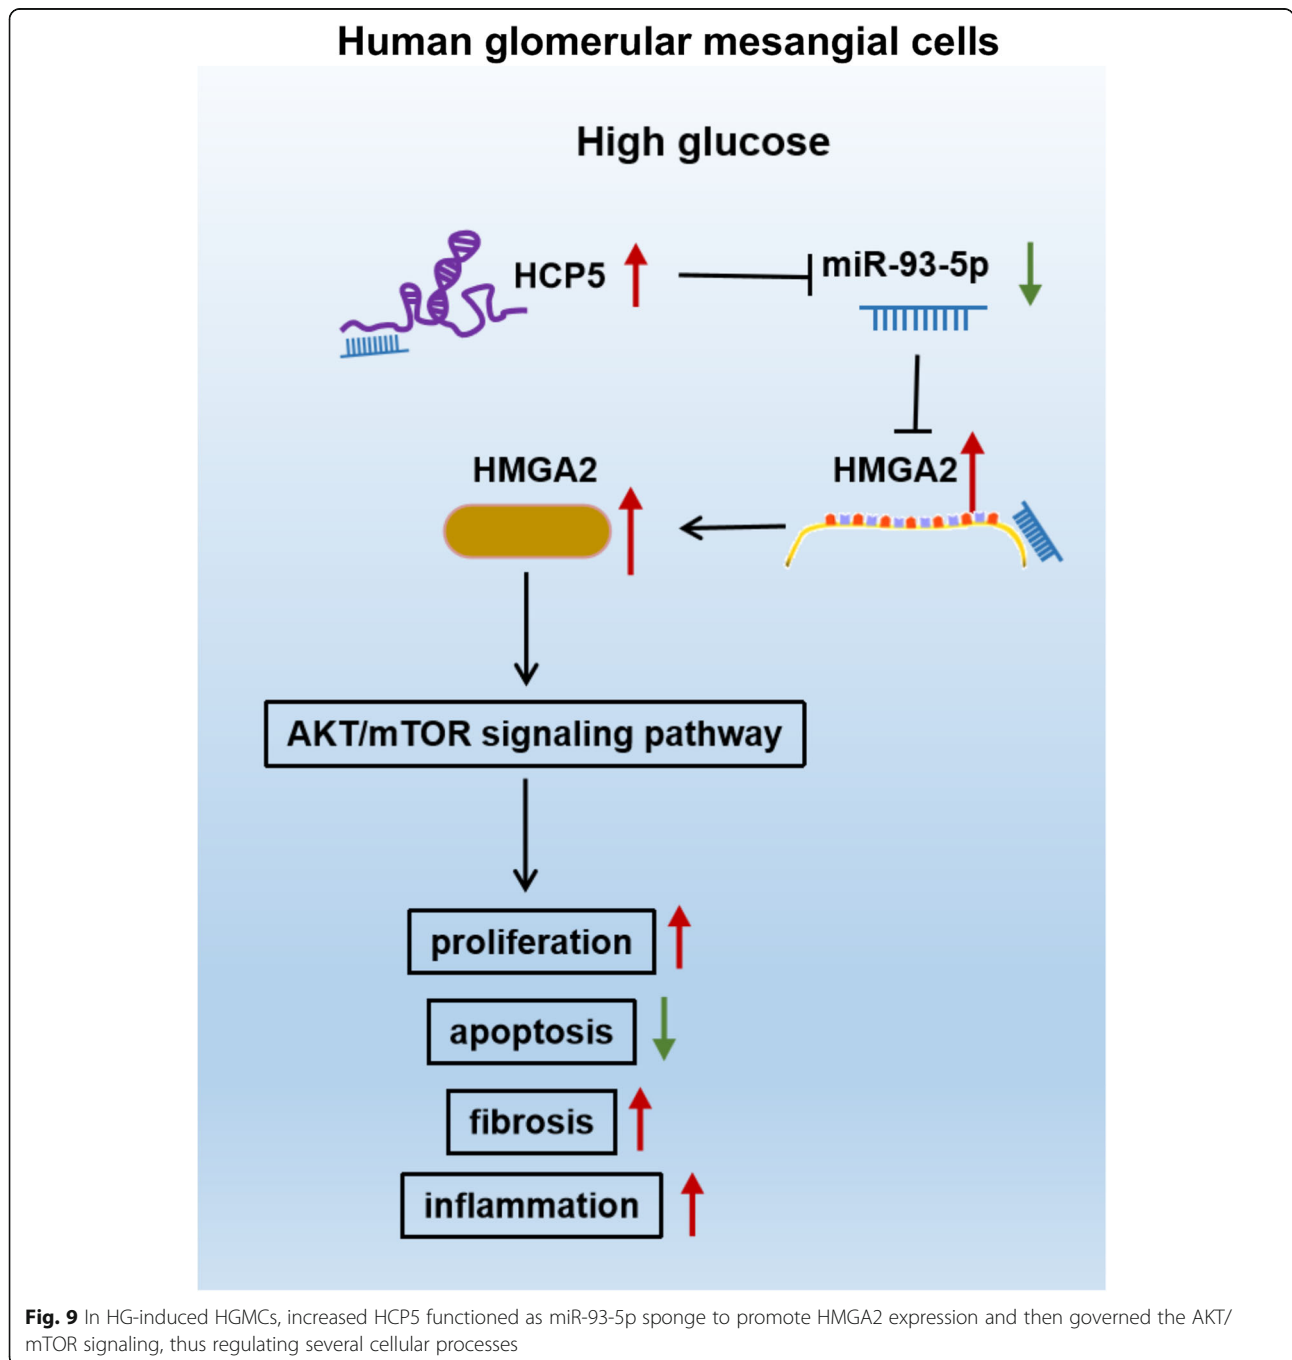 Human glomerular mesangial cells
High glucose
HCP5
miR-93-5p
HMGA2
HMGA2
AKT/mTOR signaling pathway
proliferation
apoptosis
fibrosis
inflammation
Fig. 9 In HG-induced HGMCs, increased HCP5 functioned as miR-93-5p sponge to promote HMGA2 expression and then governed the AKT/
mTOR signaling, thus regulating several cellular processes